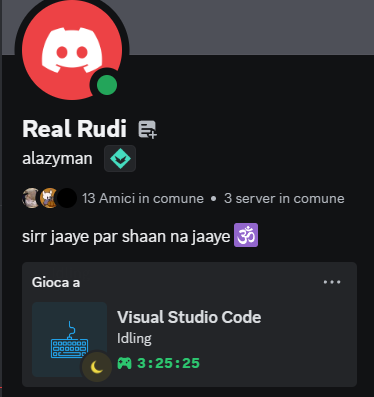 Real Rudi
alazyman
13 Amici in comune • 3 server in comune
sirr jaaye par shaan na jaaye 🕉️
Gioca a
Visual Studio Code
Idling
3:25:25